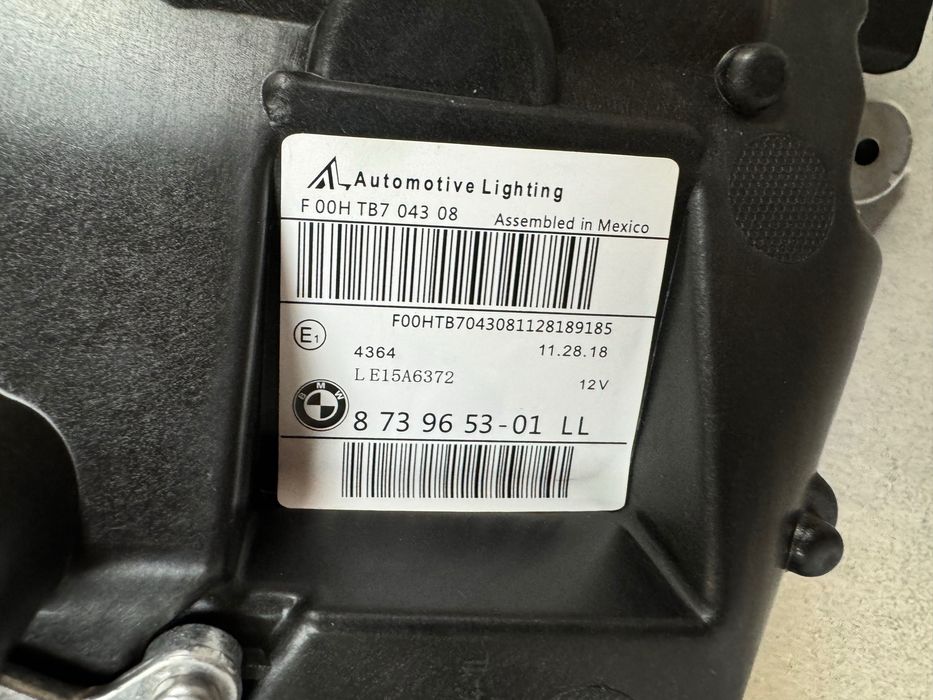 AL Automotive Lighting
F 00H TB7 043 08 Assembled in Mexico
F00HTB7043081128189185
E1
4364 11.28.18
L E15A6372 12V
BMW
8 73 96 53-01 LL